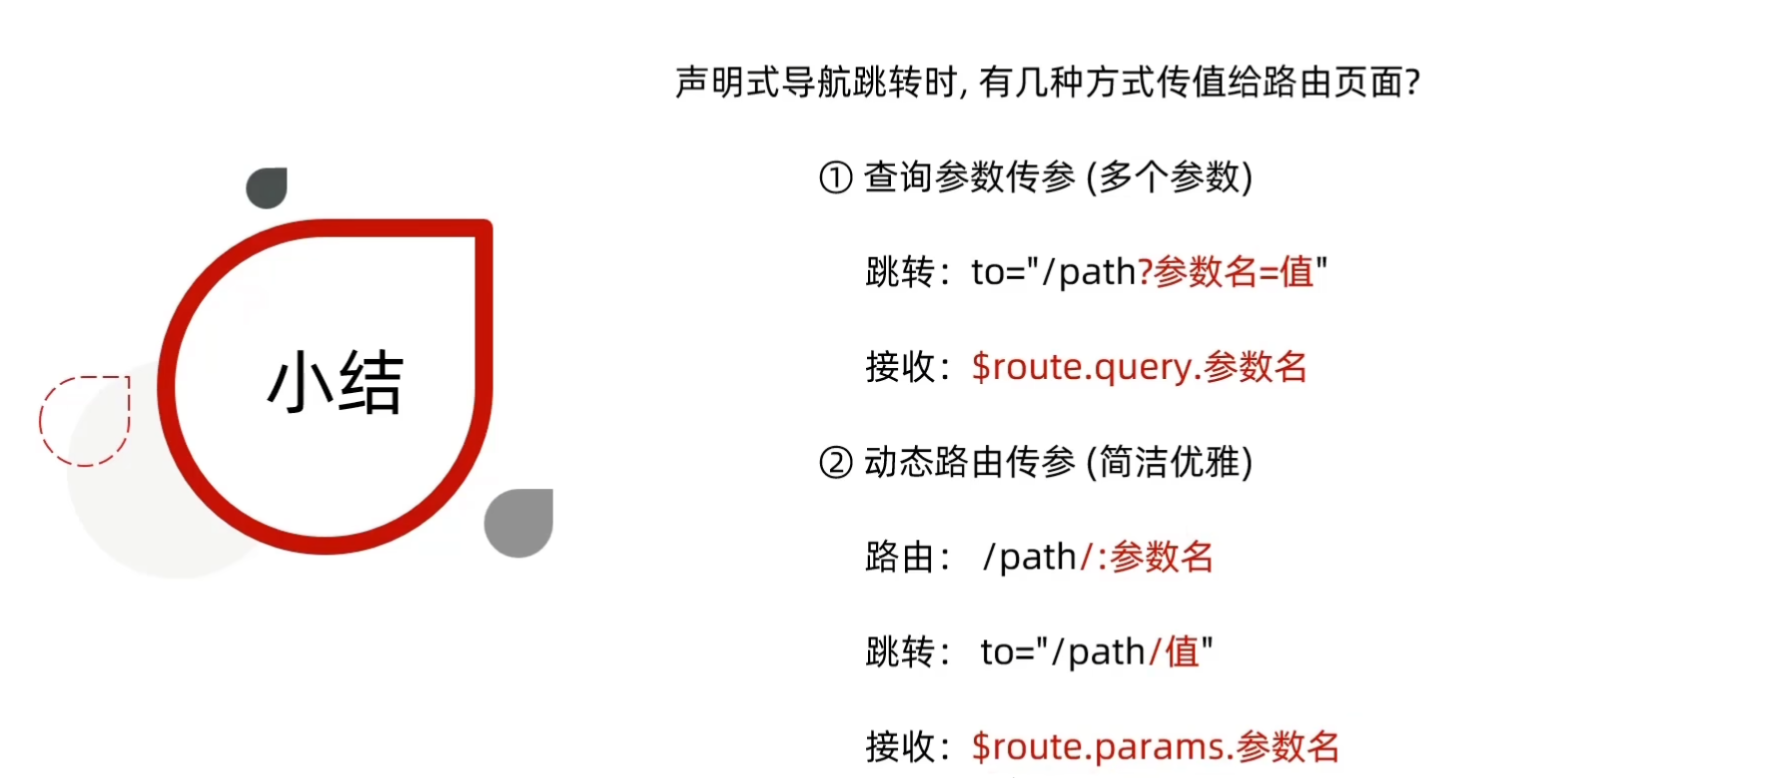 小结
声明式导航跳转时, 有几种方式传值给路由页面?
① 查询参数传参 (多个参数)
跳转：to="/path?参数名=值"
接收：$route.query.参数名
② 动态路由传参 (简洁优雅)
路由： /path/:参数名
跳转： to="/path/值"
接收：$route.params.参数名